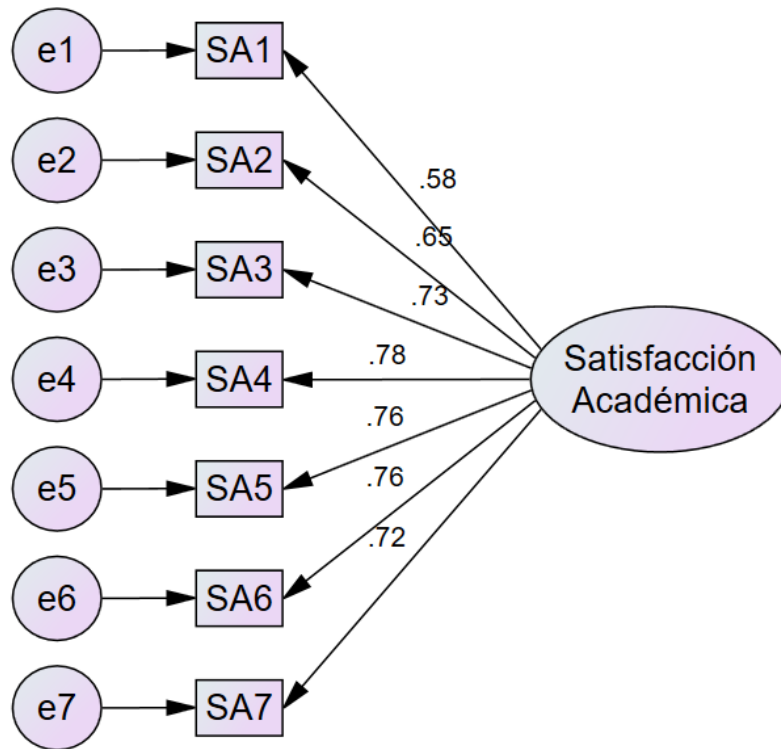 e1 SA1
.58
e2 SA2
.65
e3 SA3
.73
Satisfacción
Académica
e4 SA4
.78
e5 SA5
.76
e6 SA6
.76
e7 SA7
.72